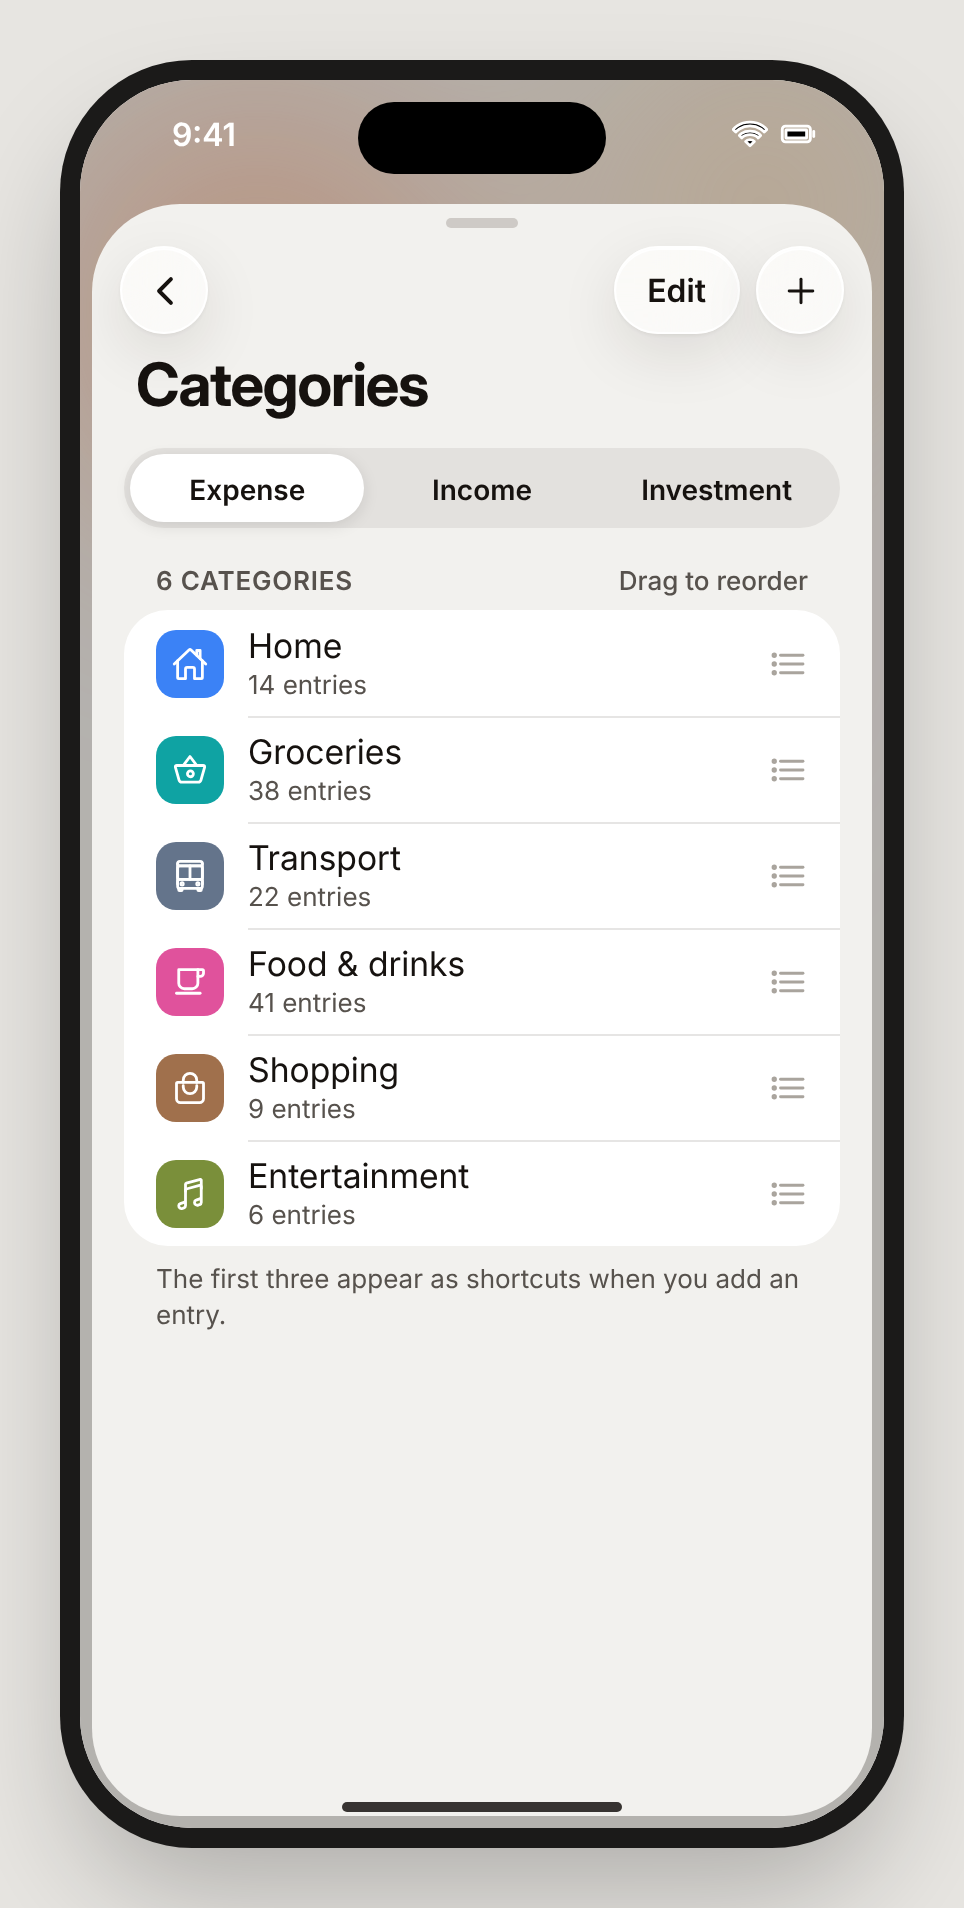 9:41
Edit
Categories
Expense Income Investment
6 CATEGORIES Drag to reorder
Home
14 entries
Groceries
38 entries
Transport
22 entries
Food & drinks
41 entries
Shopping
9 entries
Entertainment
6 entries
The first three appear as shortcuts when you add an
entry.